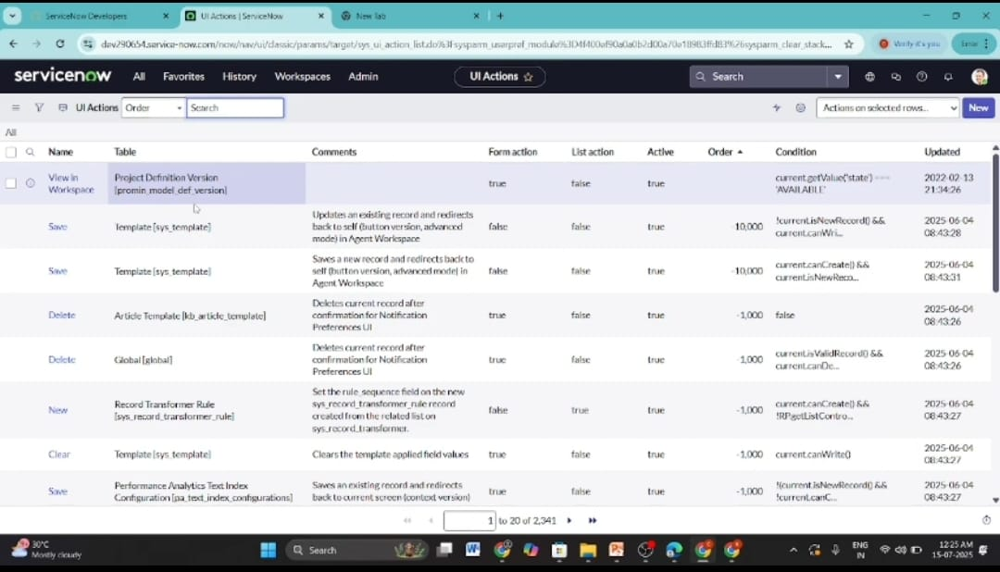 ServiceNow Developers
UI Actions | ServiceNow
New Tab
dev290654.service-now.com/now/nav/ui/classic/params/target/sys_ui_action_list.do%3Fsysparm_userpref_module%3D4f400ef90a0a0b2d00a70e18983ffd83%26sysparm_clear_stack...
Verify it's you
Error
servicenow All Favorites History Workspaces Admin UI Actions Search
UI Actions Order Search Actions on selected rows... New
All
Name Table Comments Form action List action Active Order Condition Updated
View in Workspace
Project Definition Version [promin_model_def_version]
true false true
current.getValue('state') === 'AVAILABLE'
2022-02-13 21:34:26
Save
Template [sys_template]
Updates an existing record and redirects back to self (button version, advanced mode) in Agent Workspace
false false true -10,000
!current.isNewRecord() && current.canWri...
2025-06-04 08:43:28
Save
Template [sys_template]
Saves a new record and redirects back to self (button version, advanced mode) in Agent Workspace
false false true -10,000
current.canCreate() && current.isNewReco...
2025-06-04 08:43:31
Delete
Article Template [kb_article_template]
Deletes current record after confirmation for Notification Preferences UI
true false true -1,000
false
2025-06-04 08:43:26
Delete
Global [global]
Deletes current record after confirmation for Notification Preferences UI
true false true -1,000
current.isValidRecord() && current.canDe...
2025-06-04 08:43:26
New
Record Transformer Rule [sys_record_transformer_rule]
Set the rule_sequence field on the new sys_record_transformer_rule record created from the related list on sys_record_transformer.
false true true -1,000
current.canCreate() && !RPgetListContro...
2025-06-04 08:43:27
Clear
Template [sys_template]
Clears the template applied field values
true false true -1,000
current.canWrite()
2025-06-04 08:43:27
Save
Performance Analytics Text Index Configuration [pa_text_index_configurations]
Saves an existing record and redirects back to current screen (context version)
true false true -1,000
!(current.isNewRecord() && !current.canC...
2025-06-04 08:43:27
1 to 20 of 2,341
30°C
Mostly cloudy
Search
ENG
IN
12:25 AM
15-07-2025